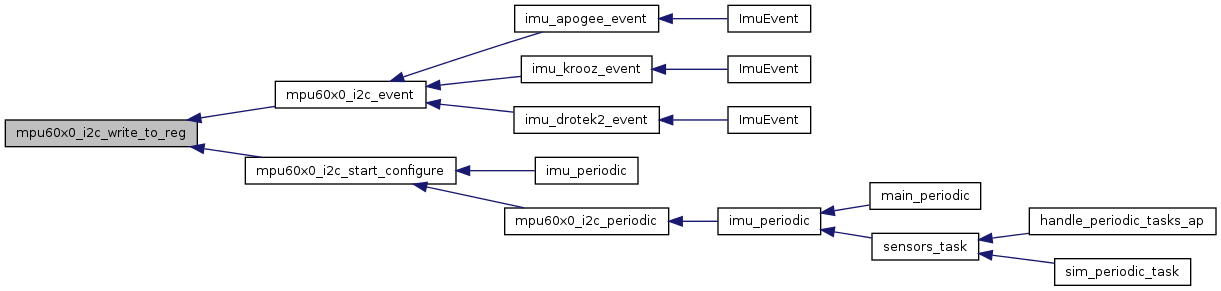 imu_apogee_event
ImuEvent
imu_krooz_event
ImuEvent
mpu60x0_i2c_event
imu_drotek2_event
ImuEvent
mpu60x0_i2c_write_to_reg
mpu60x0_i2c_start_configure
imu_periodic
mpu60x0_i2c_periodic
imu_periodic
main_periodic
sensors_task
handle_periodic_tasks_ap
sim_periodic_task